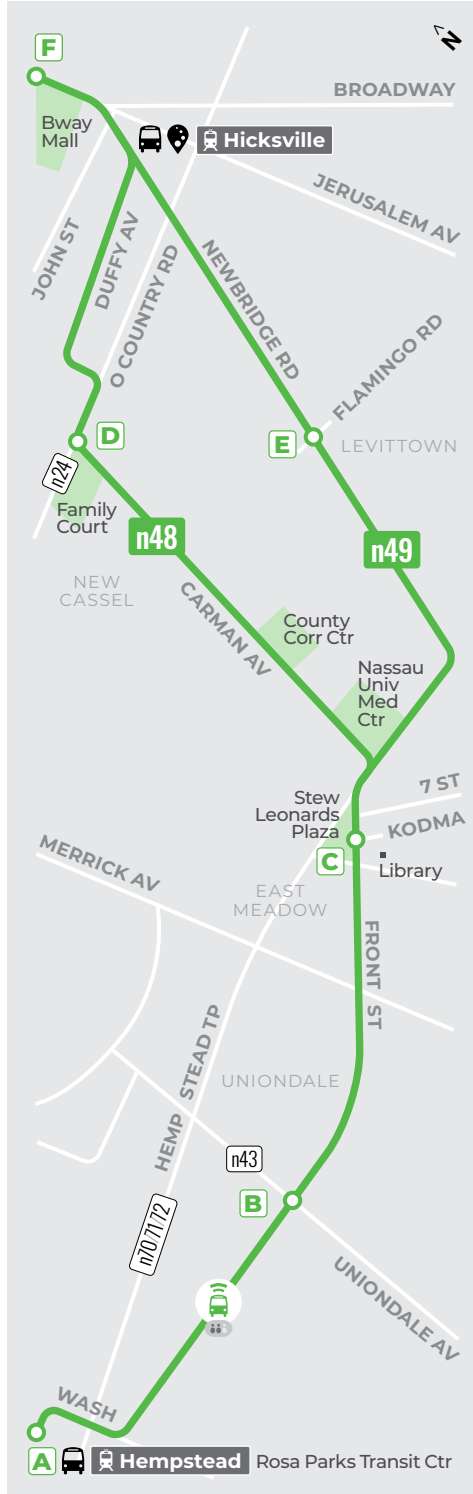 N
F
BROADWAY
Bway
Mall
Hicksville
JERUSALEM AV
JOHN ST
DUFFY AV
O COUNTRY RD
NEWBRIDGE RD
FLAMINGO RD
D
E
LEVITTOWN
n24
Family
Court
n48
n49
NEW
CASSEL
CARMAN AV
County
Corr Ctr
Nassau
Univ
Med
Ctr
7 ST
Stew
Leonards
Plaza
KODMA
C
Library
MERRICK AV
EAST
MEADOW
FRONT ST
HEMP STEAD TP
UNIONDALE
n43
B
n70/71/72
UNIONDALE AV
WASH
A
Hempstead
Rosa Parks Transit Ctr